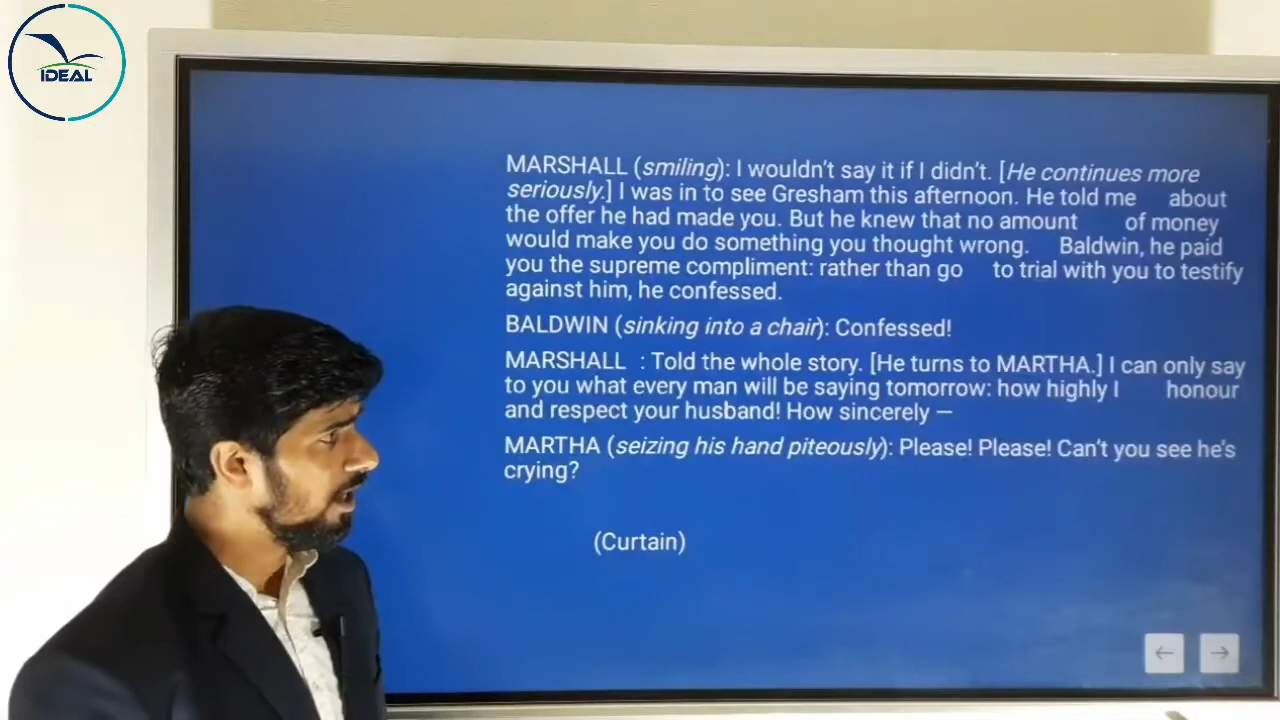 IDEAL
MARSHALL (smiling): I wouldn't say it if I didn't. [He continues more
seriously.] I was in to see Gresham this afternoon. He told me about
the offer he had made you. But he knew that no amount of money
would make you do something you thought wrong. Baldwin, he paid
you the supreme compliment: rather than go to trial with you to testify
against him, he confessed.
BALDWIN (sinking into a chair): Confessed!
MARSHALL : Told the whole story. [He turns to MARTHA.] I can only say
to you what every man will be saying tomorrow: how highly I honour
and respect your husband! How sincerely —
MARTHA (seizing his hand piteously): Please! Please! Can't you see he's
crying?
(Curtain)
← →